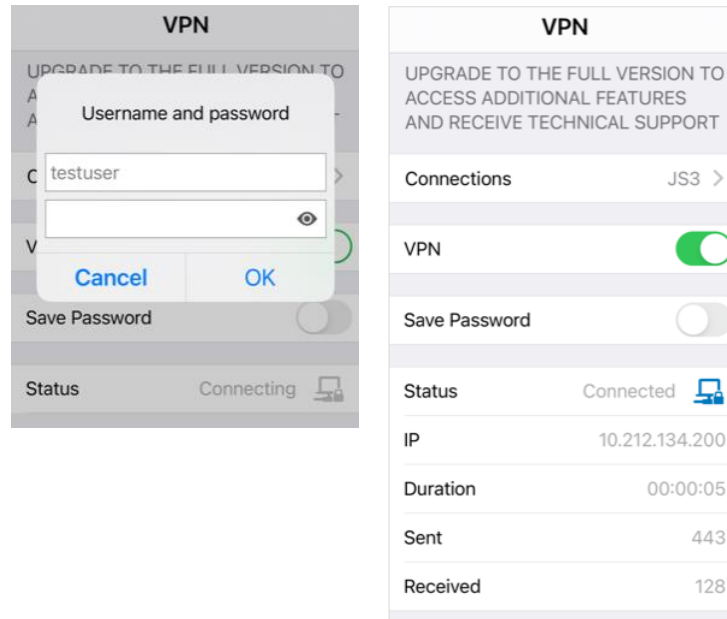 VPN
UPGRADE TO THE FULL VERSION TO
A
A
Username and password
C testuser
V
Cancel OK
Save Password
Status Connecting
VPN
UPGRADE TO THE FULL VERSION TO
ACCESS ADDITIONAL FEATURES
AND RECEIVE TECHNICAL SUPPORT
Connections JS3
VPN
Save Password
Status Connected
IP 10.212.134.200
Duration 00:00:05
Sent 443
Received 128